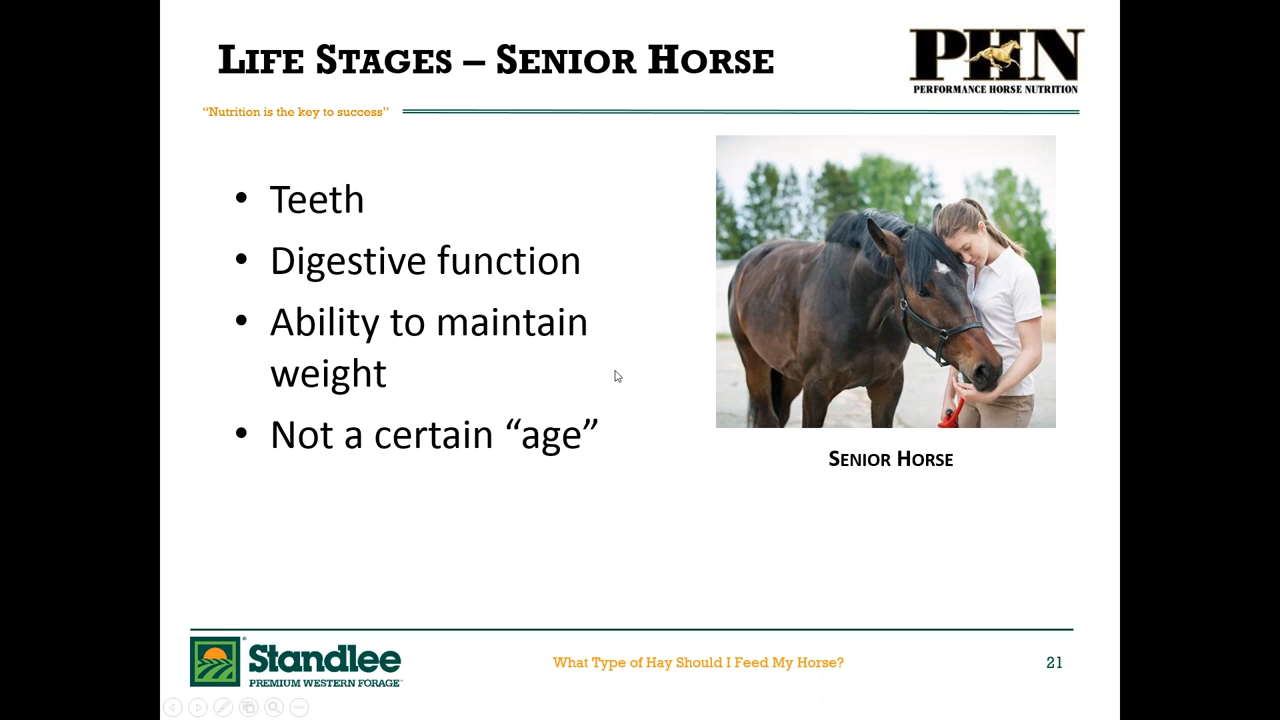 LIFE STAGES – SENIOR HORSE
PHN
PERFORMANCE HORSE NUTRITION
“Nutrition is the key to success”
• Teeth
• Digestive function
• Ability to maintain
weight
• Not a certain “age”
SENIOR HORSE
Standlee®
PREMIUM WESTERN FORAGE™
What Type of Hay Should I Feed My Horse?
21